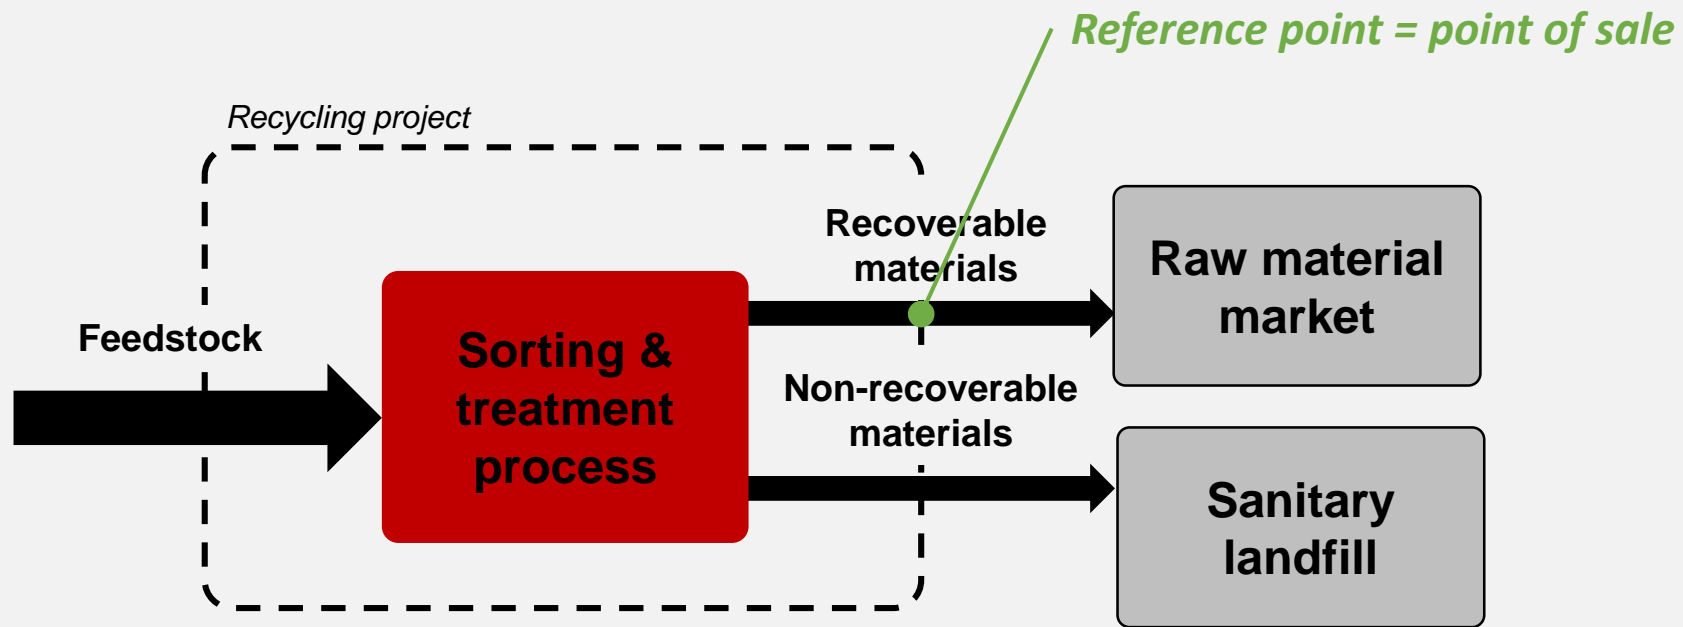 Reference point = point of sale
Recycling project
Recoverable
materials
Raw material
market
Feedstock
Sorting &
treatment
process
Non-recoverable
materials
Sanitary
landfill